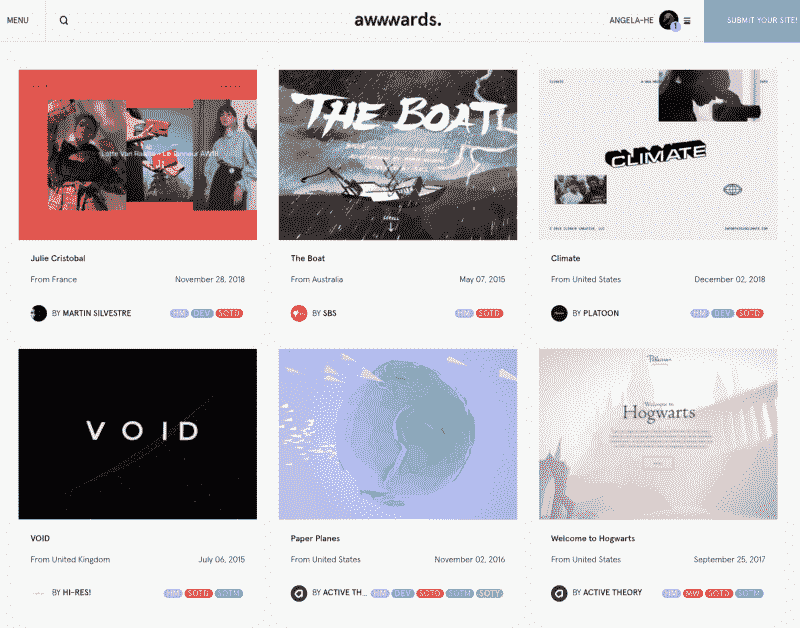 MENU
awwwards.
ANGELA-HE
1
SUBMIT YOUR SITE!
THE BOAT
CLIMATE
CLIMATE
Julie Cristobal
The Boat
Climate
From France
November 28, 2018
From Australia
May 07, 2015
From United States
December 02, 2018
BY MARTIN SILVESTRE
HM DEV SOTD
BY SBS
HM SOTD
BY PLATOON
HM DEV SOTD
VOID
Welcome to
Hogwarts
VOID
Paper Planes
Welcome to Hogwarts
From United Kingdom
July 06, 2015
From United States
November 02, 2016
From United States
September 25, 2017
BY HI-RES!
HM SOTD SOTM
BY ACTIVE TH...
HM DEV SOTD SOTM SOTY
BY ACTIVE THEORY
HM MW SOTD SOTM